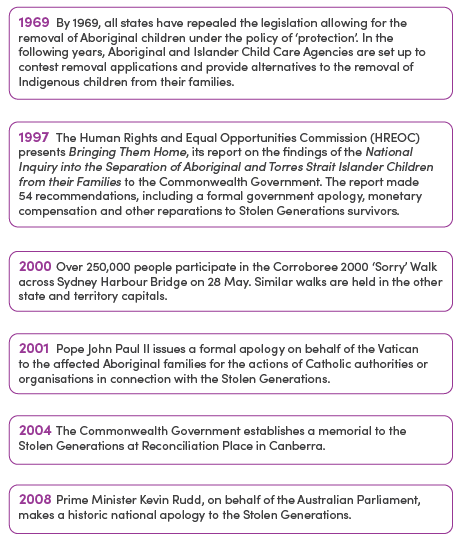 1969 By 1969, all states have repealed the legislation allowing for the
removal of Aboriginal children under the policy of ‘protection’. In the
following years, Aboriginal and Islander Child Care Agencies are set up to
contest removal applications and provide alternatives to the removal of
Indigenous children from their families.
1997 The Human Rights and Equal Opportunities Commission (HREOC)
presents Bringing Them Home, its report on the findings of the National
Inquiry into the Separation of Aboriginal and Torres Strait Islander Children
from their Families to the Commonwealth Government. The report made
54 recommendations, including a formal government apology, monetary
compensation and other reparations to Stolen Generations survivors.
2000 Over 250,000 people participate in the Corroboree 2000 ‘Sorry’ Walk
across Sydney Harbour Bridge on 28 May. Similar walks are held in the other
state and territory capitals.
2001 Pope John Paul II issues a formal apology on behalf of the Vatican
to the affected Aboriginal families for the actions of Catholic authorities or
organisations in connection with the Stolen Generations.
2004 The Commonwealth Government establishes a memorial to the
Stolen Generations at Reconciliation Place in Canberra.
2008 Prime Minister Kevin Rudd, on behalf of the Australian Parliament,
makes a historic national apology to the Stolen Generations.